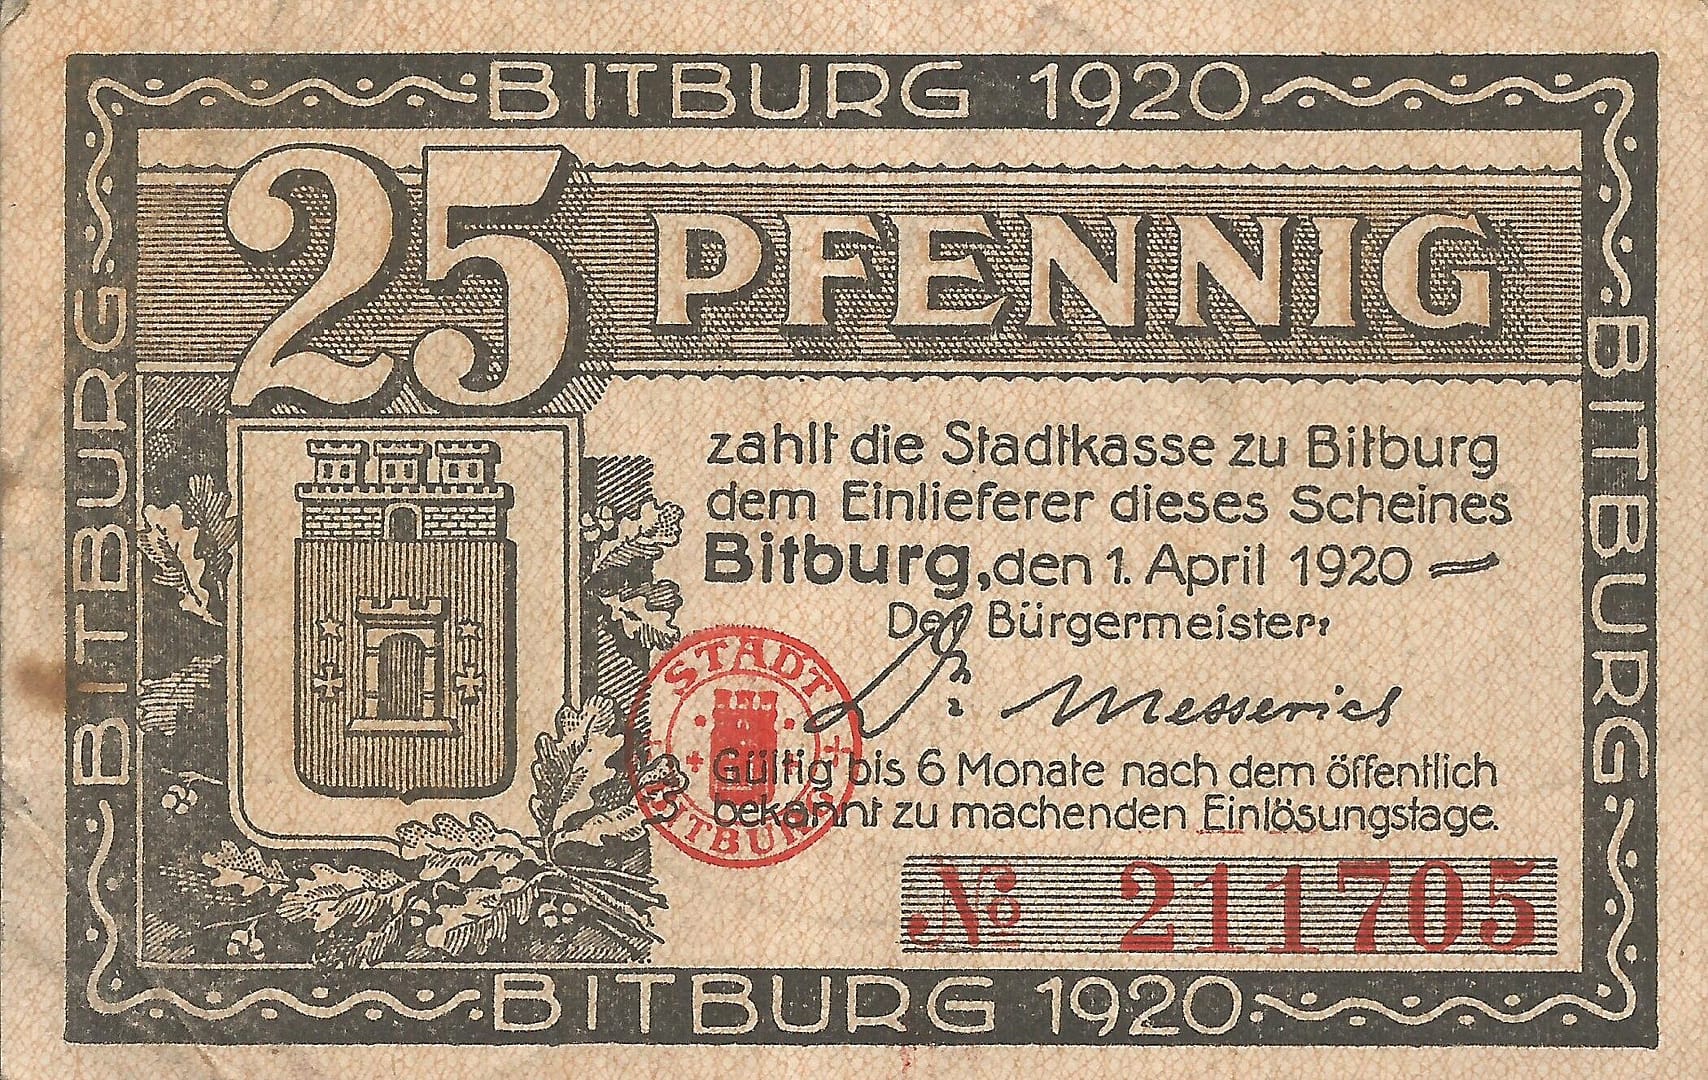 BITBURG 1920
BITBURG
25 PFENNIG
zahlt die Stadtkasse zu Bitburg
dem Einlieferer dieses Scheines
Bitburg, den 1. April 1920
Der Bürgermeister:
Dr. Messerich
STADT
BITBURG
Gültig bis 6 Monate nach dem öffentlich
bekannt zu machenden Einlösungstage.
No 211705
BITBURG
BITBURG 1920